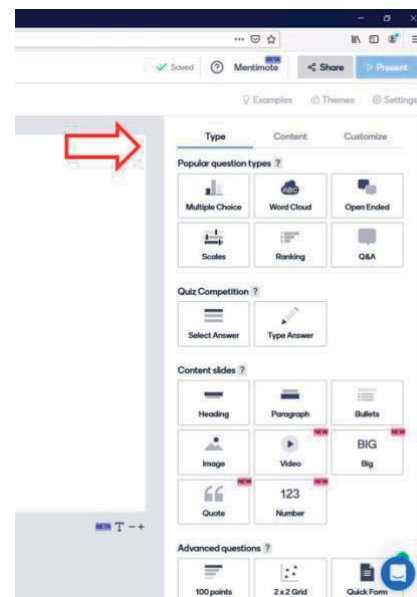 Saved ? Mentimote BETA Share Present
Examples Themes Settings
Type Content Customize
Popular question types ?
ABC
Multiple Choice Word Cloud Open Ended
Scales Ranking Q&A
Quiz Competition ?
Select Answer Type Answer
Content slides ?
Heading Paragraph Bullets
NEW NEW
BIG
Image Video Big
NEW NEW
123
Quote Number
BETA T - +
Advanced questions ?
100 points 2 x 2 Grid Quick Form